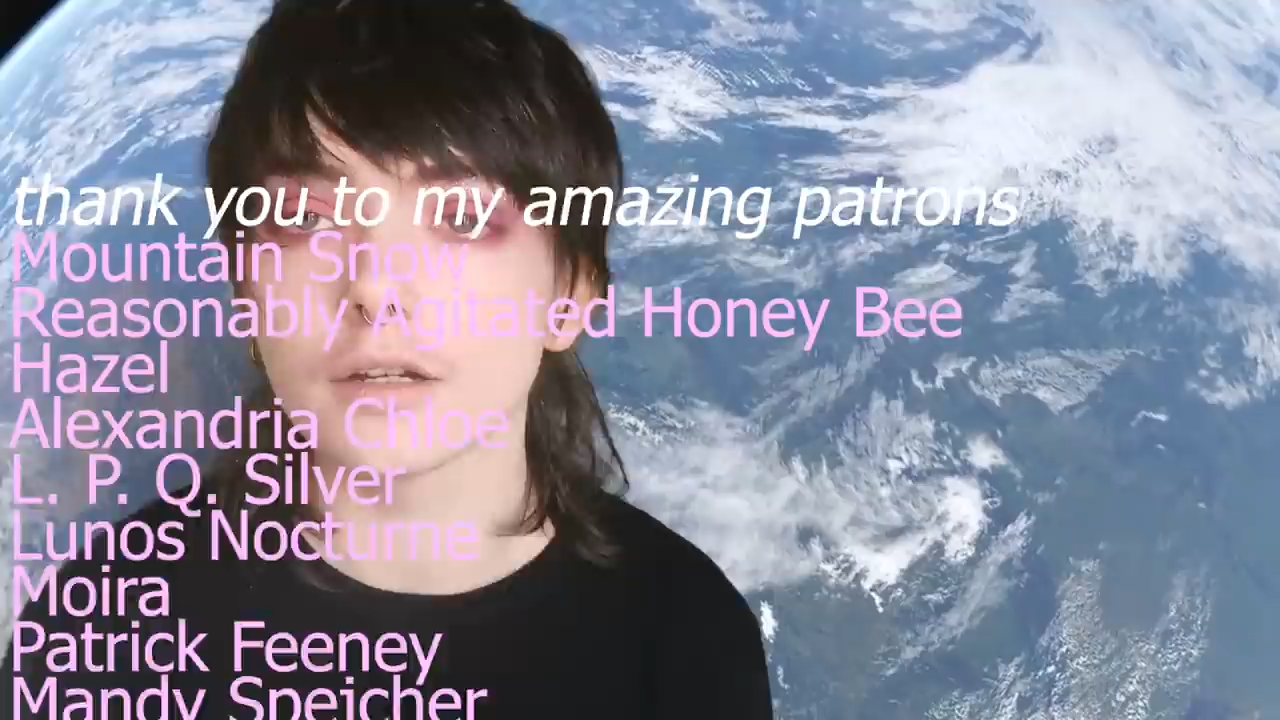 thank you to my amazing patrons
Mountain Snow
Reasonably Agitated Honey Bee
Hazel
Alexandria Chloe
L. P. Q. Silver
Lunos Nocturne
Moira
Patrick Feeney
Mandy Speicher